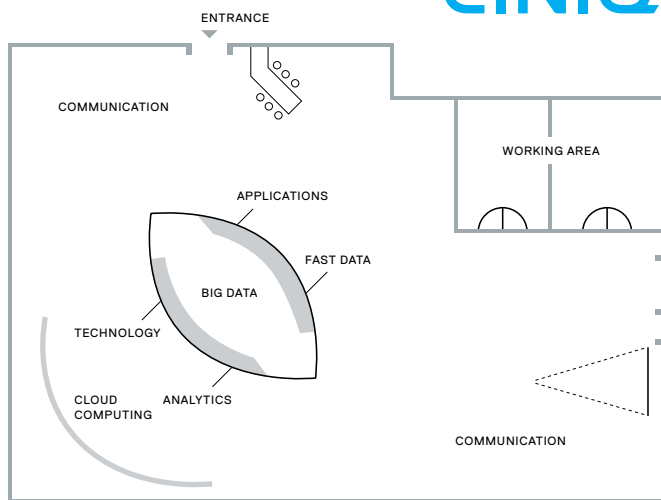 ENTRANCE
COMMUNICATION
WORKING AREA
APPLICATIONS
FAST DATA
BIG DATA
TECHNOLOGY
CLOUD
COMPUTING
ANALYTICS
COMMUNICATION